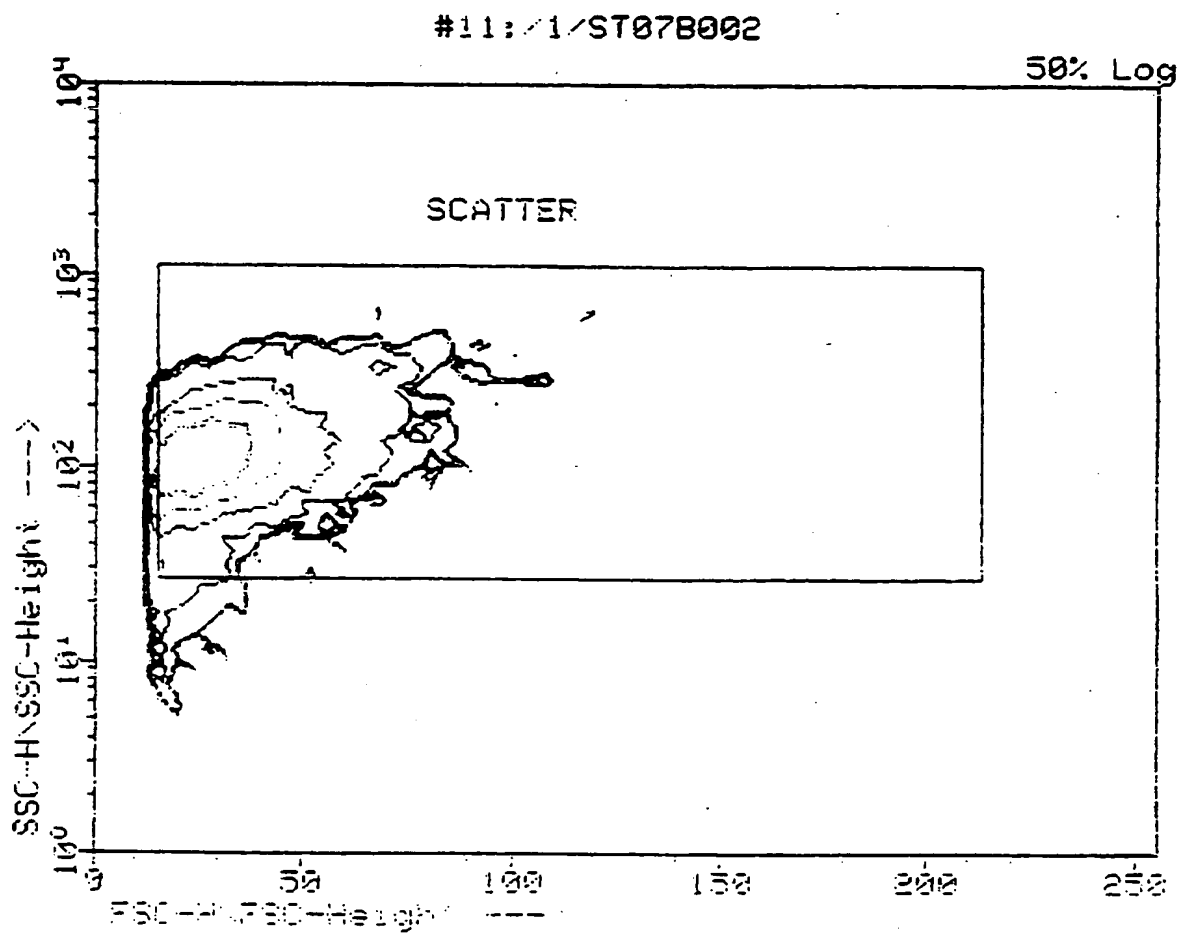 #11:/1/ST07B002
50% Log
SCATTER
10⁴
10³
10²
10¹
10⁰
SSC-H\SSC-Height --->
0 50 100 150 200 250
FSC-H\FSC-Heigh ---